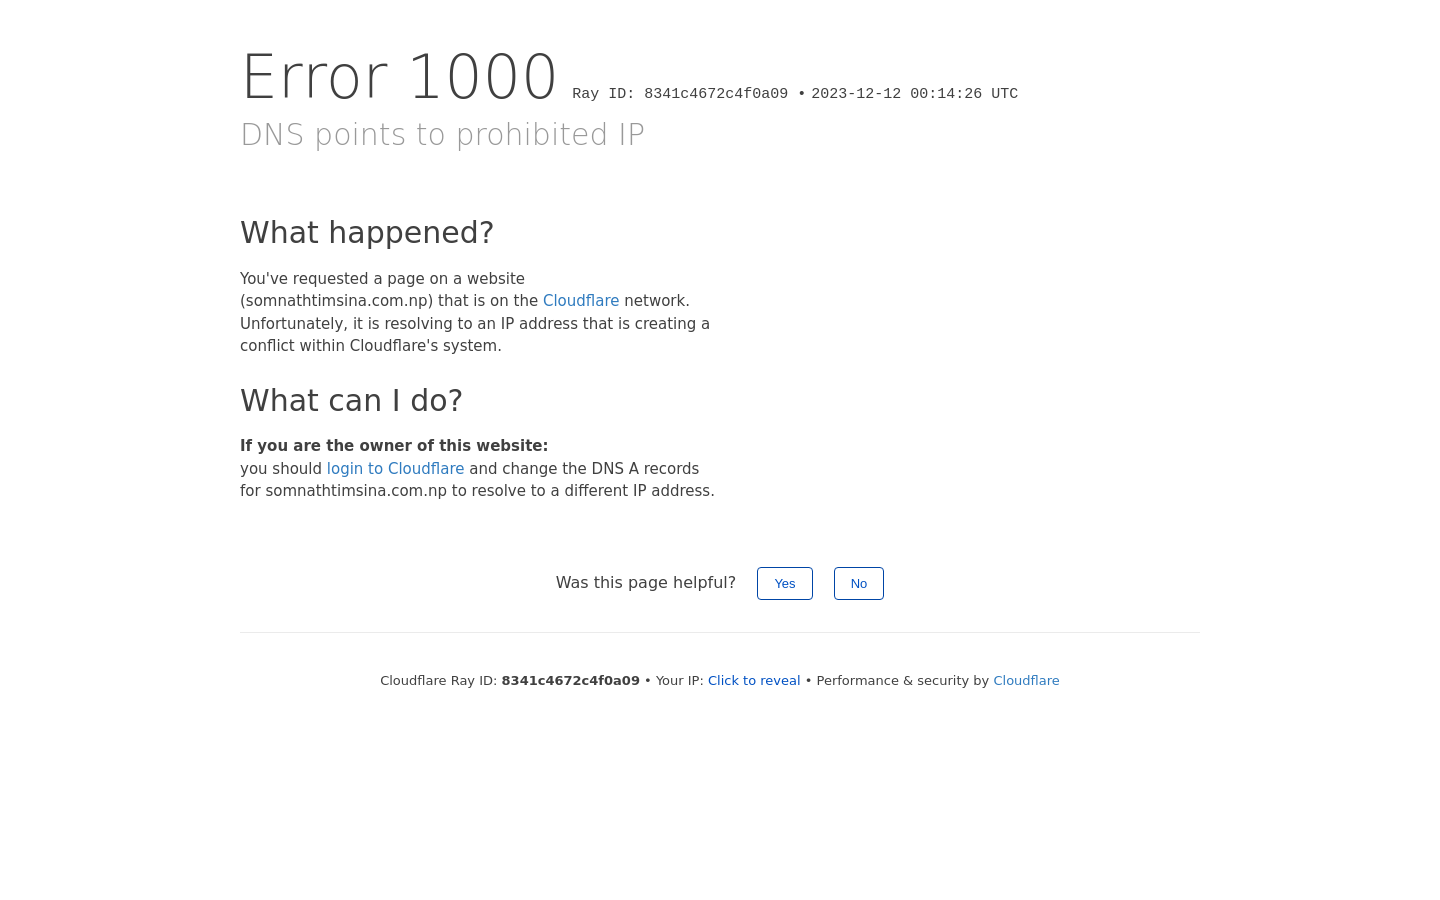 Error 1000 Ray ID: 8341c4672c4f0a09 • 2023-12-12 00:14:26 UTC
DNS points to prohibited IP
What happened?
You've requested a page on a website
(somnathtimsina.com.np) that is on the Cloudflare network.
Unfortunately, it is resolving to an IP address that is creating a
conflict within Cloudflare's system.
What can I do?
If you are the owner of this website:
you should login to Cloudflare and change the DNS A records
for somnathtimsina.com.np to resolve to a different IP address.
Was this page helpful? Yes No
Cloudflare Ray ID: 8341c4672c4f0a09 • Your IP: Click to reveal • Performance & security by Cloudflare